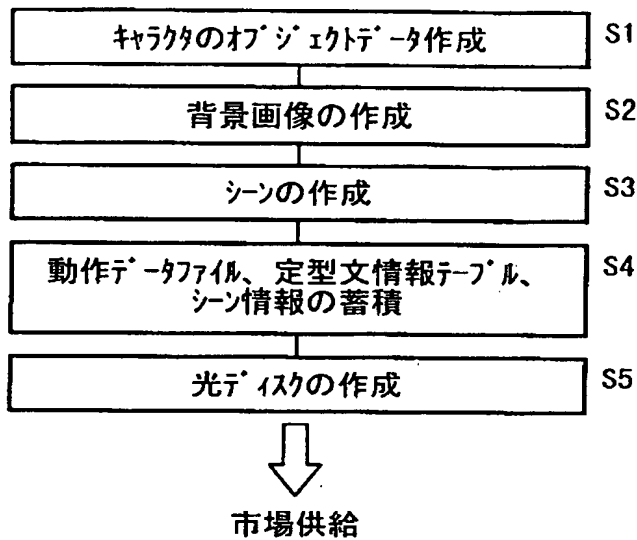 キャラクタのオブジェクトデータ作成 S1
背景画像の作成 S2
シーンの作成 S3
動作データファイル、定型文情報テーブル、 S4
シーン情報の蓄積
光ディスクの作成 S5
市場供給